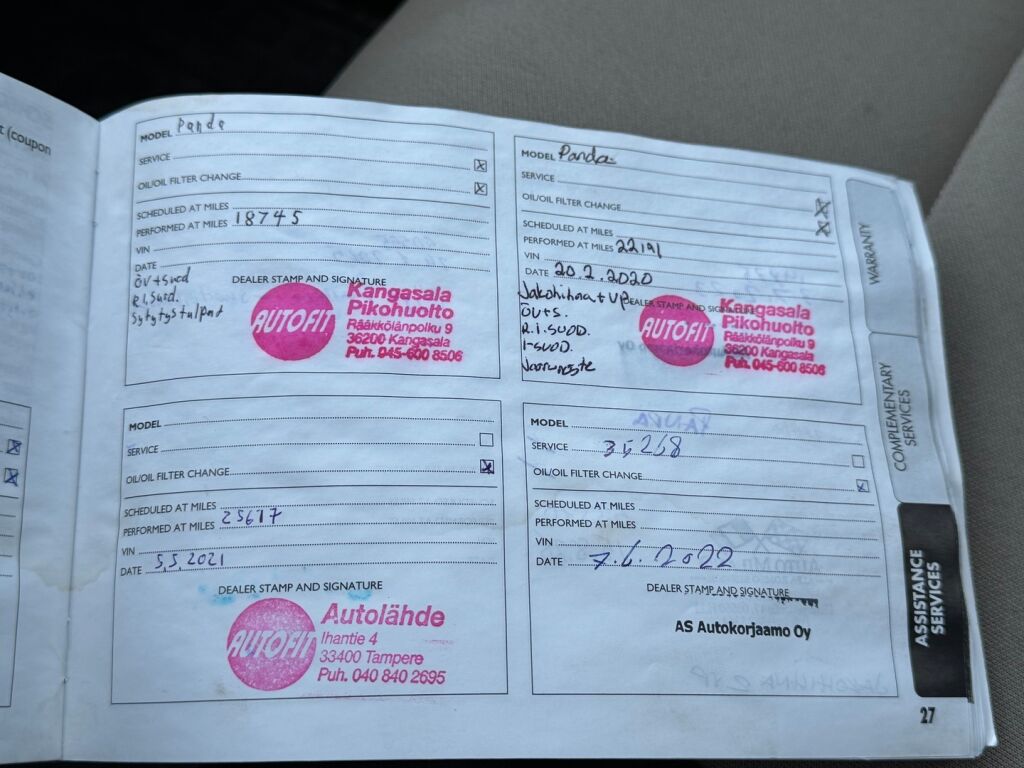 t (coupon
MODEL Panda
SERVICE
OIL/OIL FILTER CHANGE
SCHEDULED AT MILES
PERFORMED AT MILES 18745
VIN
DATE
öv+suod
r.i.suod.
Sytytystulpat
DEALER STAMP AND SIGNATURE
AUTOFIT
Kangasala
Pikohuolto
Rääkkölänpolku 9
36200 Kangasala
Puh. 045-600 8506
MODEL Panda
SERVICE
OIL/OIL FILTER CHANGE
SCHEDULED AT MILES
PERFORMED AT MILES 22191
VIN
DATE 20.2.2020
Jakohihna+VP
DEALER STAMP AND SIGNATURE
öv+s.
R.i.suod.
i-suod.
Jarruneste
AUTOFIT
Kangasala
Pikohuolto
Rääkkölänpolku 9
36200 Kangasala
Puh. 045-600 8506
MODEL
SERVICE
OIL/OIL FILTER CHANGE
SCHEDULED AT MILES
PERFORMED AT MILES 25617
VIN
DATE 5.5.2021
DEALER STAMP AND SIGNATURE
AUTOFIT
Autolähde
Ihantie 4
33400 Tampere
Puh. 040 840 2695
MODEL
SERVICE 35268
OIL/OIL FILTER CHANGE
SCHEDULED AT MILES
PERFORMED AT MILES
VIN
DATE 7.6.2022
DEALER STAMP AND SIGNATURE
AS Autokorjaamo Oy
WARRANTY
COMPLEMENTARY
SERVICES
ASSISTANCE
SERVICES
27